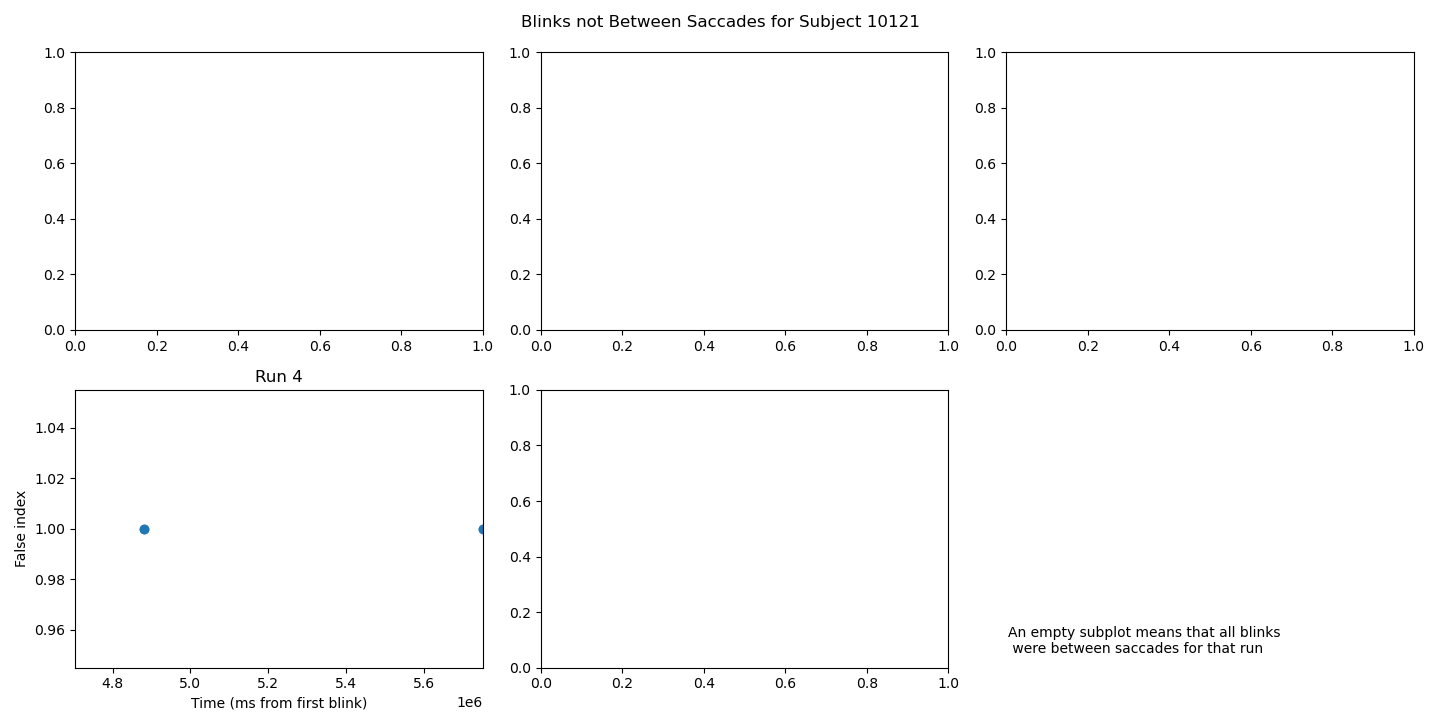 Blinks not Between Saccades for Subject 10121
1.0
0.8
0.6
0.4
0.2
0.0
0.0 0.2 0.4 0.6 0.8 1.0
1.0
0.8
0.6
0.4
0.2
0.0
0.0 0.2 0.4 0.6 0.8 1.0
1.0
0.8
0.6
0.4
0.2
0.0
0.0 0.2 0.4 0.6 0.8 1.0
Run 4
False index
1.04
1.02
1.00
0.98
0.96
4.8 5.0 5.2 5.4 5.6
Time (ms from first blink) 1e6
1.0
0.8
0.6
0.4
0.2
0.0
0.0 0.2 0.4 0.6 0.8 1.0
An empty subplot means that all blinks
were between saccades for that run